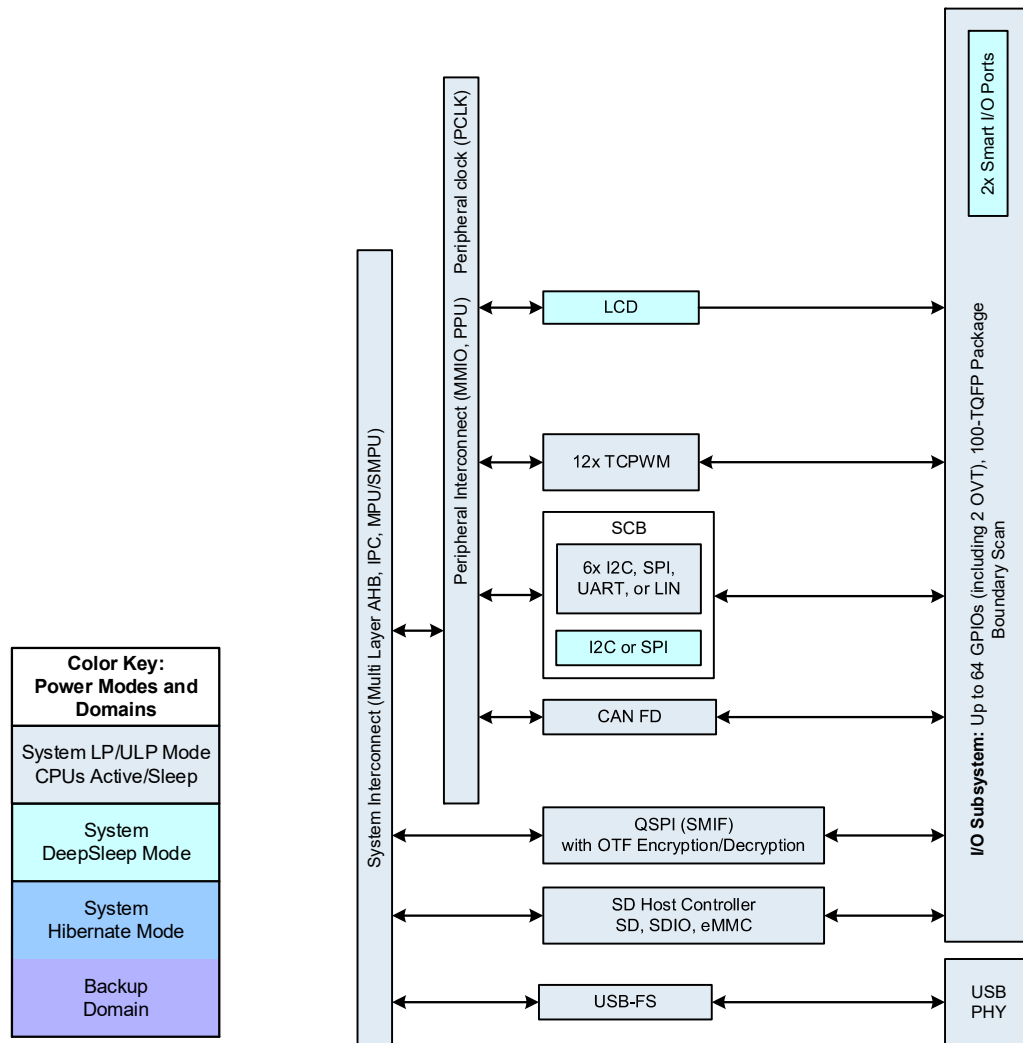 2x Smart I/O Ports
Peripheral clock (PCLK)
Peripheral Interconnect (MMIO, PPU)
System Interconnect (Multi Layer AHB, IPC, MPU/SMPU)
LCD
12x TCPWM
SCB
6x I2C, SPI,
UART, or LIN
I2C or SPI
CAN FD
QSPI (SMIF)
with OTF Encryption/Decryption
SD Host Controller
SD, SDIO, eMMC
USB-FS
I/O Subsystem: Up to 64 GPIOs (including 2 OVT), 100-TQFP Package
Boundary Scan
USB
PHY
Color Key:
Power Modes and
Domains
System LP/ULP Mode
CPUs Active/Sleep
System
DeepSleep Mode
System
Hibernate Mode
Backup
Domain